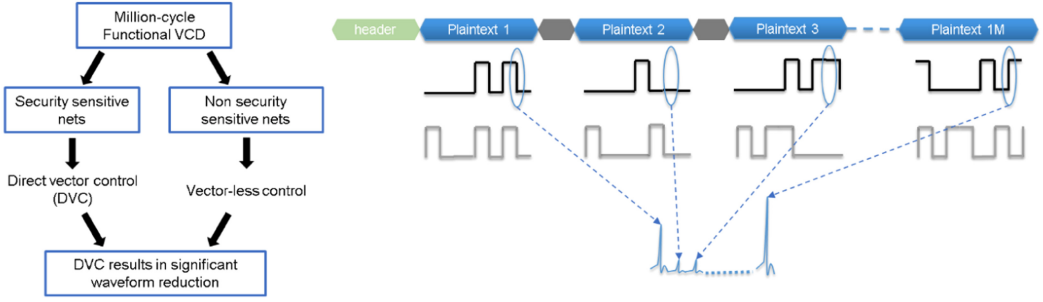 Million-cycle
Functional VCD
Security sensitive
nets
Non security
sensitive nets
Direct vector control
(DVC)
Vector-less control
DVC results in significant
waveform reduction
header
Plaintext 1
Plaintext 2
Plaintext 3
Plaintext 1M